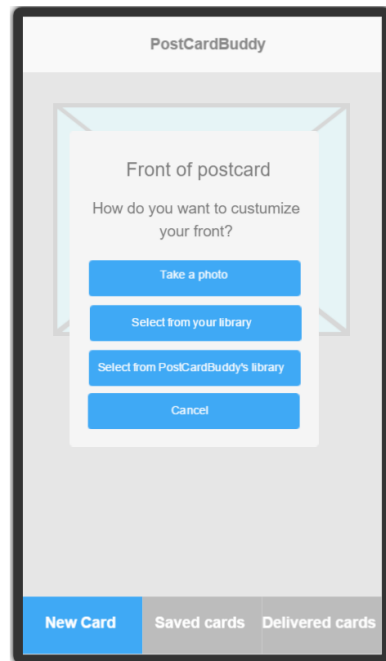 PostCardBuddy
Front of postcard
How do you want to custumize
your front?
Take a photo
Select from your library
Select from PostCardBuddy's library
Cancel
New Card
Saved cards
Delivered cards